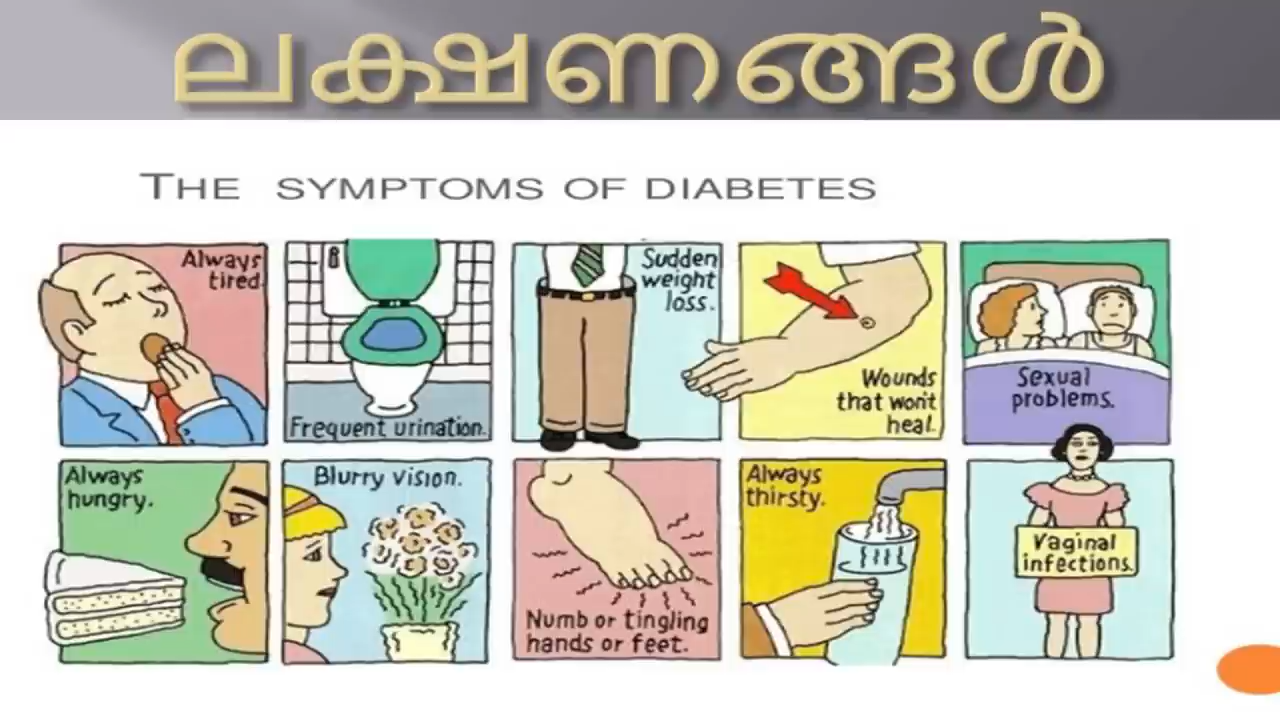 ലക്ഷണങ്ങൾ
THE SYMPTOMS OF DIABETES
Always
tired.
Frequent urination.
Sudden
weight
loss.
Wounds
that won't
heal.
Sexual
problems.
Always
hungry.
Blurry vision.
Numb or tingling
hands or feet.
Always
thirsty.
Vaginal
infections.